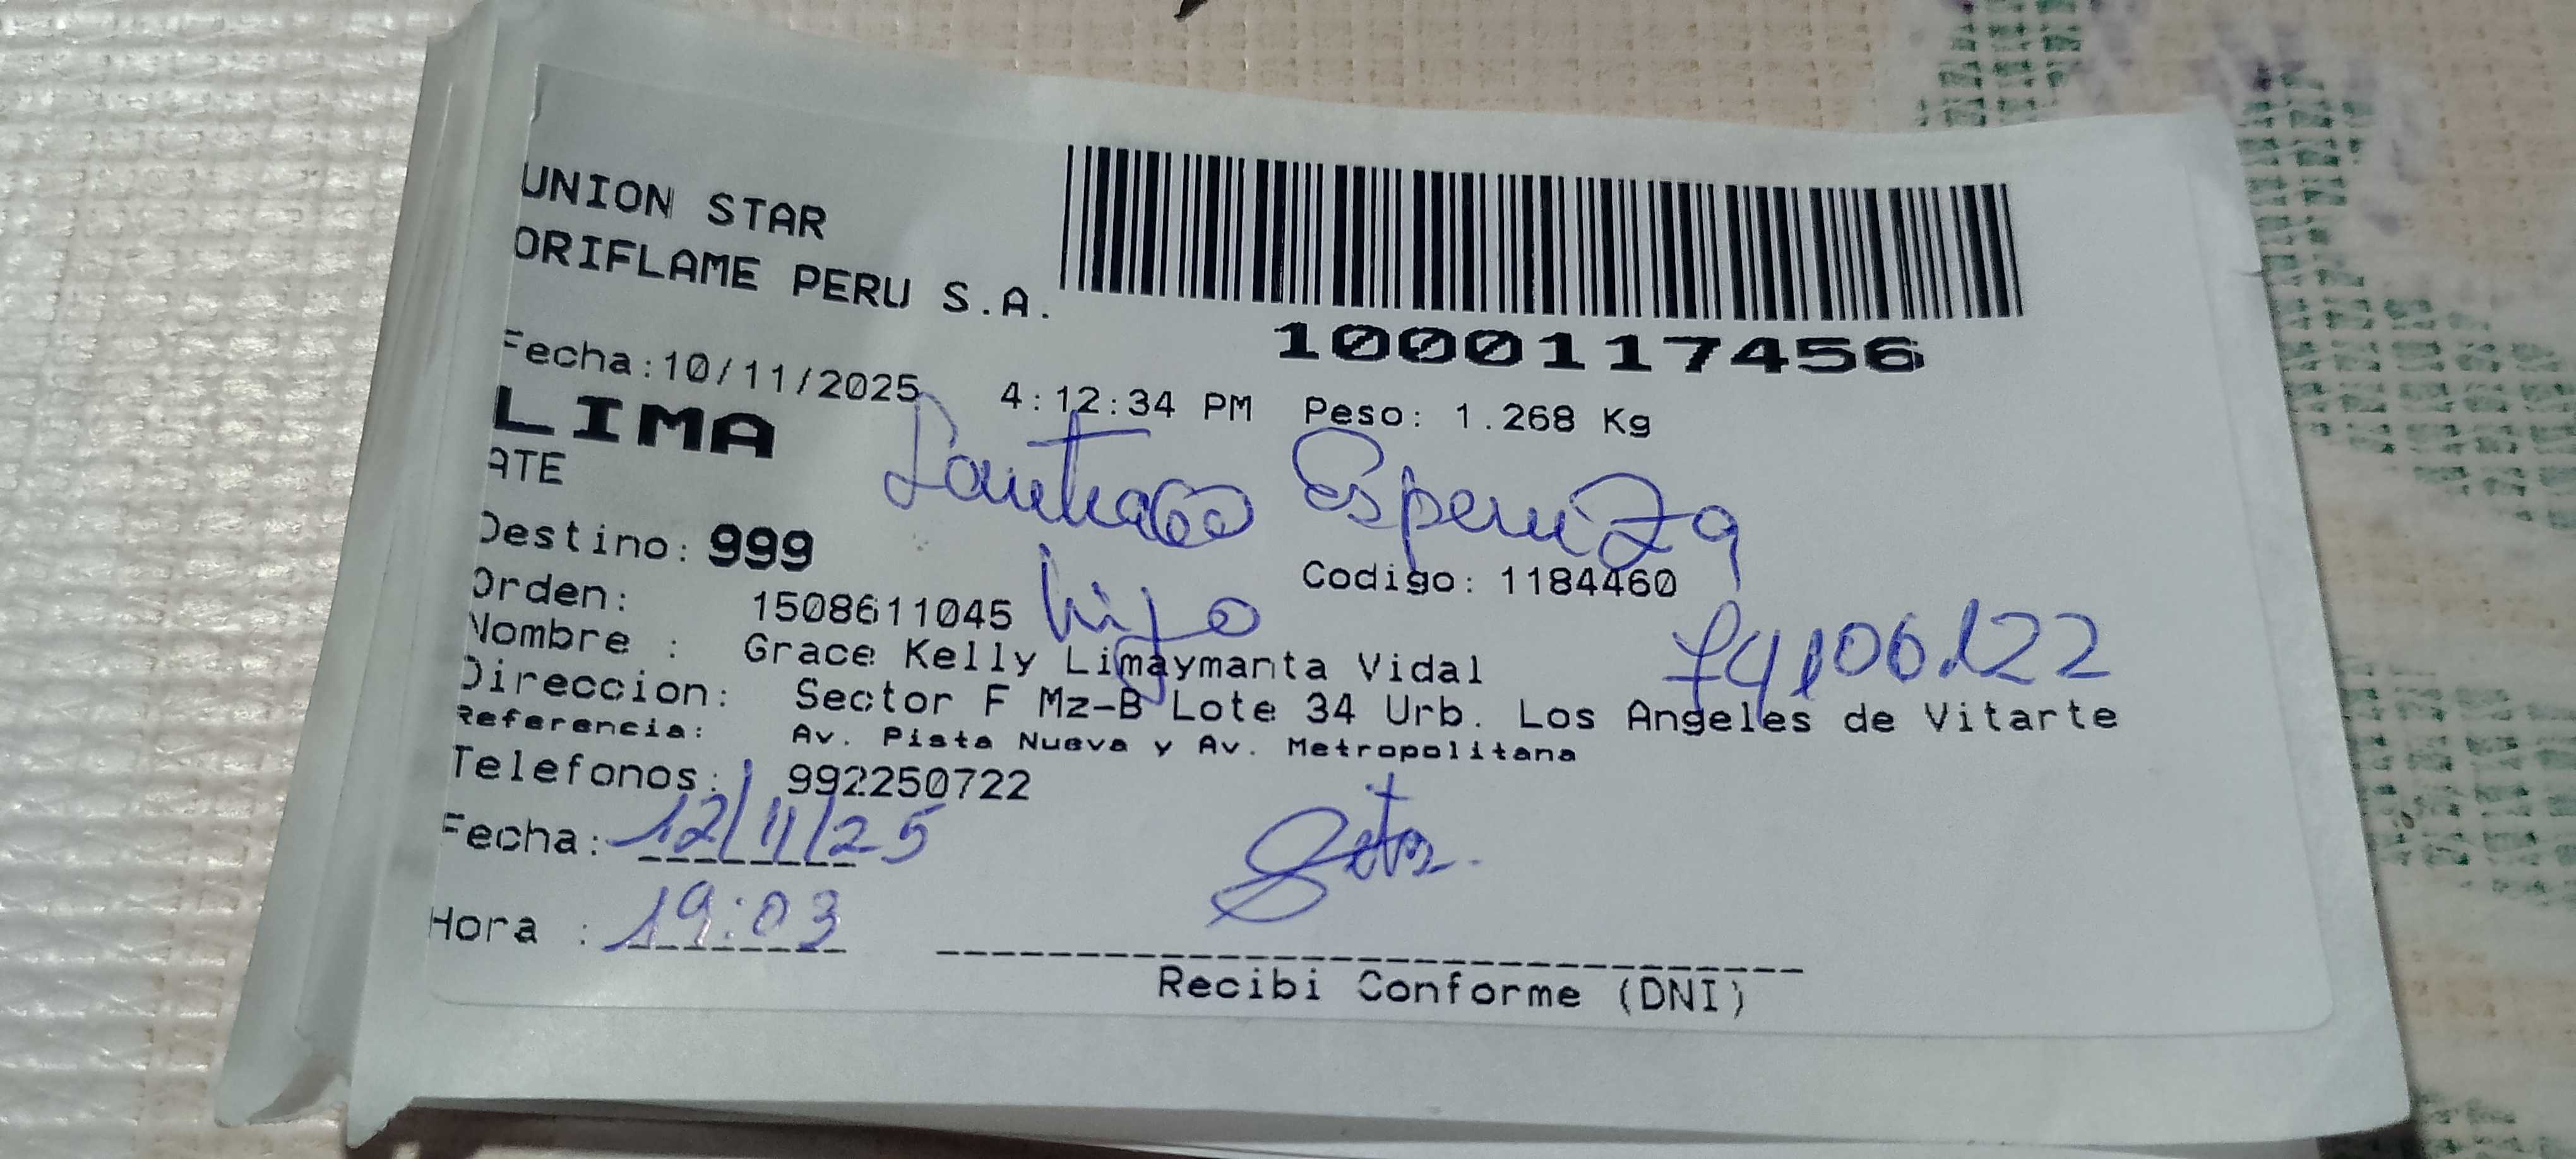 UNION STAR
ORIFLAME PERU S.A.
1000117456
Fecha:10/11/2025 4:12:34 PM Peso: 1.268 Kg
LIMA
ATE
Santiago
Destino: 999
hijo
Codigo: 1184460
Orden: 1508611045
Nombre : Grace Kelly Limaymanta Vidal
Direccion: Sector F Mz-B Lote 34 Urb. Los Angeles de Vitarte
Referencia: Av. Pista Nueva y Av. Metropolitana
Telefonos: 992250722
Fecha: 12/11/25
Hora : 19:03
Recibi Conforme (DNI)